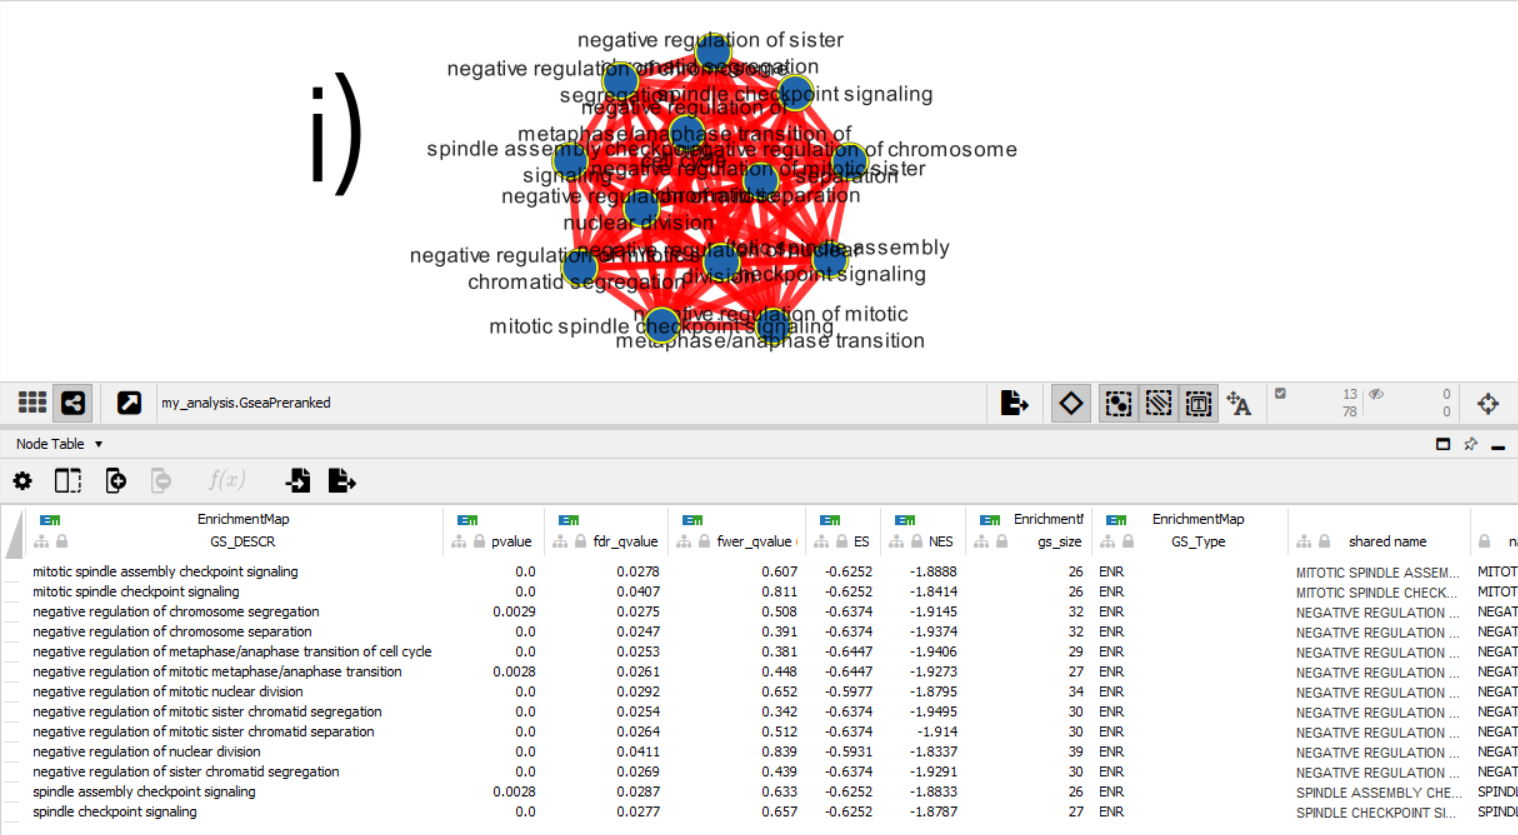 i)
negative regulation of sister
chromatid segregation
negative regulation of chromosome
segregation
spindle checkpoint signaling
negative regulation of
metaphase/anaphase transition of
cell cycle
spindle assembly checkpoint
signaling
negative regulation of chromosome
separation
negative regulation of mitotic sister
chromatid separation
negative regulation of mitotic
nuclear division
negative regulation of mitotic sister
chromatid segregation
negative regulation of nuclear
division
mitotic spindle assembly
checkpoint signaling
mitotic spindle checkpoint signaling
negative regulation of mitotic
metaphase/anaphase transition
my_analysis.GseaPreranked
13 0
78 0
Node Table
f(x)
EnrichmentMap EnrichmentM EnrichmentMap
GS_DESCR pvalue fdr_qvalue fwer_qvalue ES NES gs_size GS_Type shared name
mitotic spindle assembly checkpoint signaling 0.0 0.0278 0.607 -0.6252 -1.8888 26 ENR MITOTIC SPINDLE ASSEM... MITOT
mitotic spindle checkpoint signaling 0.0 0.0407 0.811 -0.6252 -1.8414 26 ENR MITOTIC SPINDLE CHECK... MITOT
negative regulation of chromosome segregation 0.0029 0.0275 0.508 -0.6374 -1.9145 32 ENR NEGATIVE REGULATION ... NEGAT
negative regulation of chromosome separation 0.0 0.0247 0.391 -0.6374 -1.9374 32 ENR NEGATIVE REGULATION ... NEGAT
negative regulation of metaphase/anaphase transition of cell cycle 0.0 0.0253 0.381 -0.6447 -1.9406 29 ENR NEGATIVE REGULATION ... NEGAT
negative regulation of mitotic metaphase/anaphase transition 0.0028 0.0261 0.448 -0.6447 -1.9273 27 ENR NEGATIVE REGULATION ... NEGAT
negative regulation of mitotic nuclear division 0.0 0.0292 0.652 -0.5977 -1.8795 34 ENR NEGATIVE REGULATION ... NEGAT
negative regulation of mitotic sister chromatid segregation 0.0 0.0254 0.342 -0.6374 -1.9495 30 ENR NEGATIVE REGULATION ... NEGAT
negative regulation of mitotic sister chromatid separation 0.0 0.0264 0.512 -0.6374 -1.914 30 ENR NEGATIVE REGULATION ... NEGAT
negative regulation of nuclear division 0.0 0.0411 0.839 -0.5931 -1.8337 39 ENR NEGATIVE REGULATION ... NEGAT
negative regulation of sister chromatid segregation 0.0 0.0269 0.439 -0.6374 -1.9291 30 ENR NEGATIVE REGULATION ... NEGAT
spindle assembly checkpoint signaling 0.0028 0.0287 0.633 -0.6252 -1.8833 26 ENR SPINDLE ASSEMBLY CHE... SPINDL
spindle checkpoint signaling 0.0 0.0277 0.657 -0.6252 -1.8787 27 ENR SPINDLE CHECKPOINT SI... SPINDL